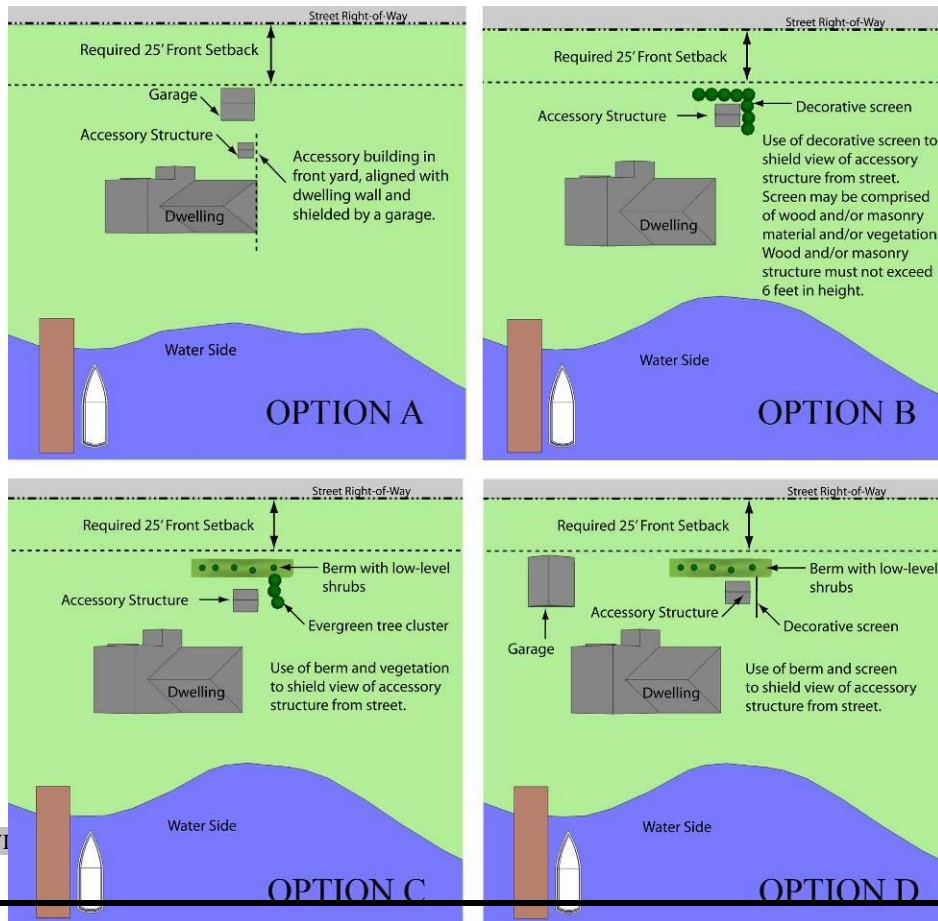 Street Right-of-Way
Required 25' Front Setback
Garage
Accessory Structure
Accessory building in
front yard, aligned with
dwelling wall and
shielded by a garage.
Dwelling
Water Side
OPTION A
Street Right-of-Way
Required 25' Front Setback
Decorative screen
Accessory Structure
Use of decorative screen to
shield view of accessory
structure from street.
Screen may be comprised
of wood and/or masonry
material and/or vegetation.
Wood and/or masonry
structure must not exceed
6 feet in height.
Dwelling
Water Side
OPTION B
Street Right-of-Way
Required 25' Front Setback
Berm with low-level
shrubs
Accessory Structure
Evergreen tree cluster
Use of berm and vegetation
to shield view of accessory
structure from street.
Dwelling
Water Side
OPTION C
Street Right-of-Way
Required 25' Front Setback
Berm with low-level
shrubs
Accessory Structure
Garage
Decorative screen
Use of berm and screen
to shield view of accessory
structure from street.
Dwelling
Water Side
OPTION D